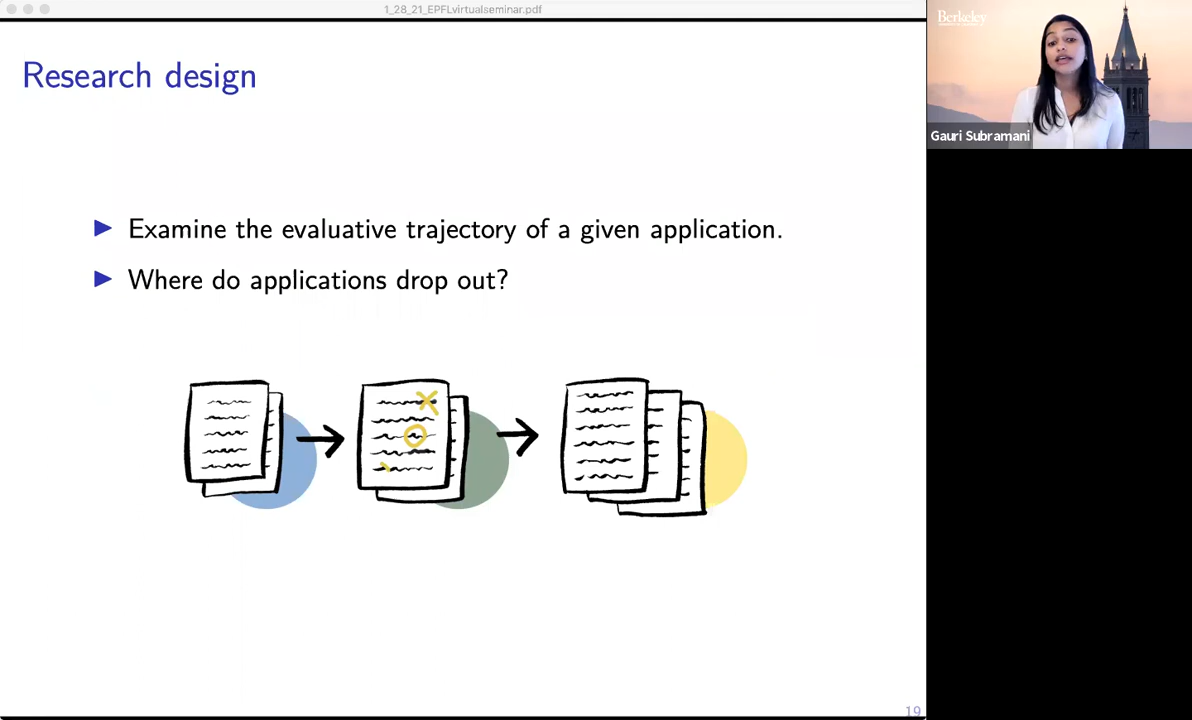 1_28_21_EPFLvirtualseminar.pdf
Berkeley
Research design
Gauri Subramani
Examine the evaluative trajectory of a given application.
Where do applications drop out?
19